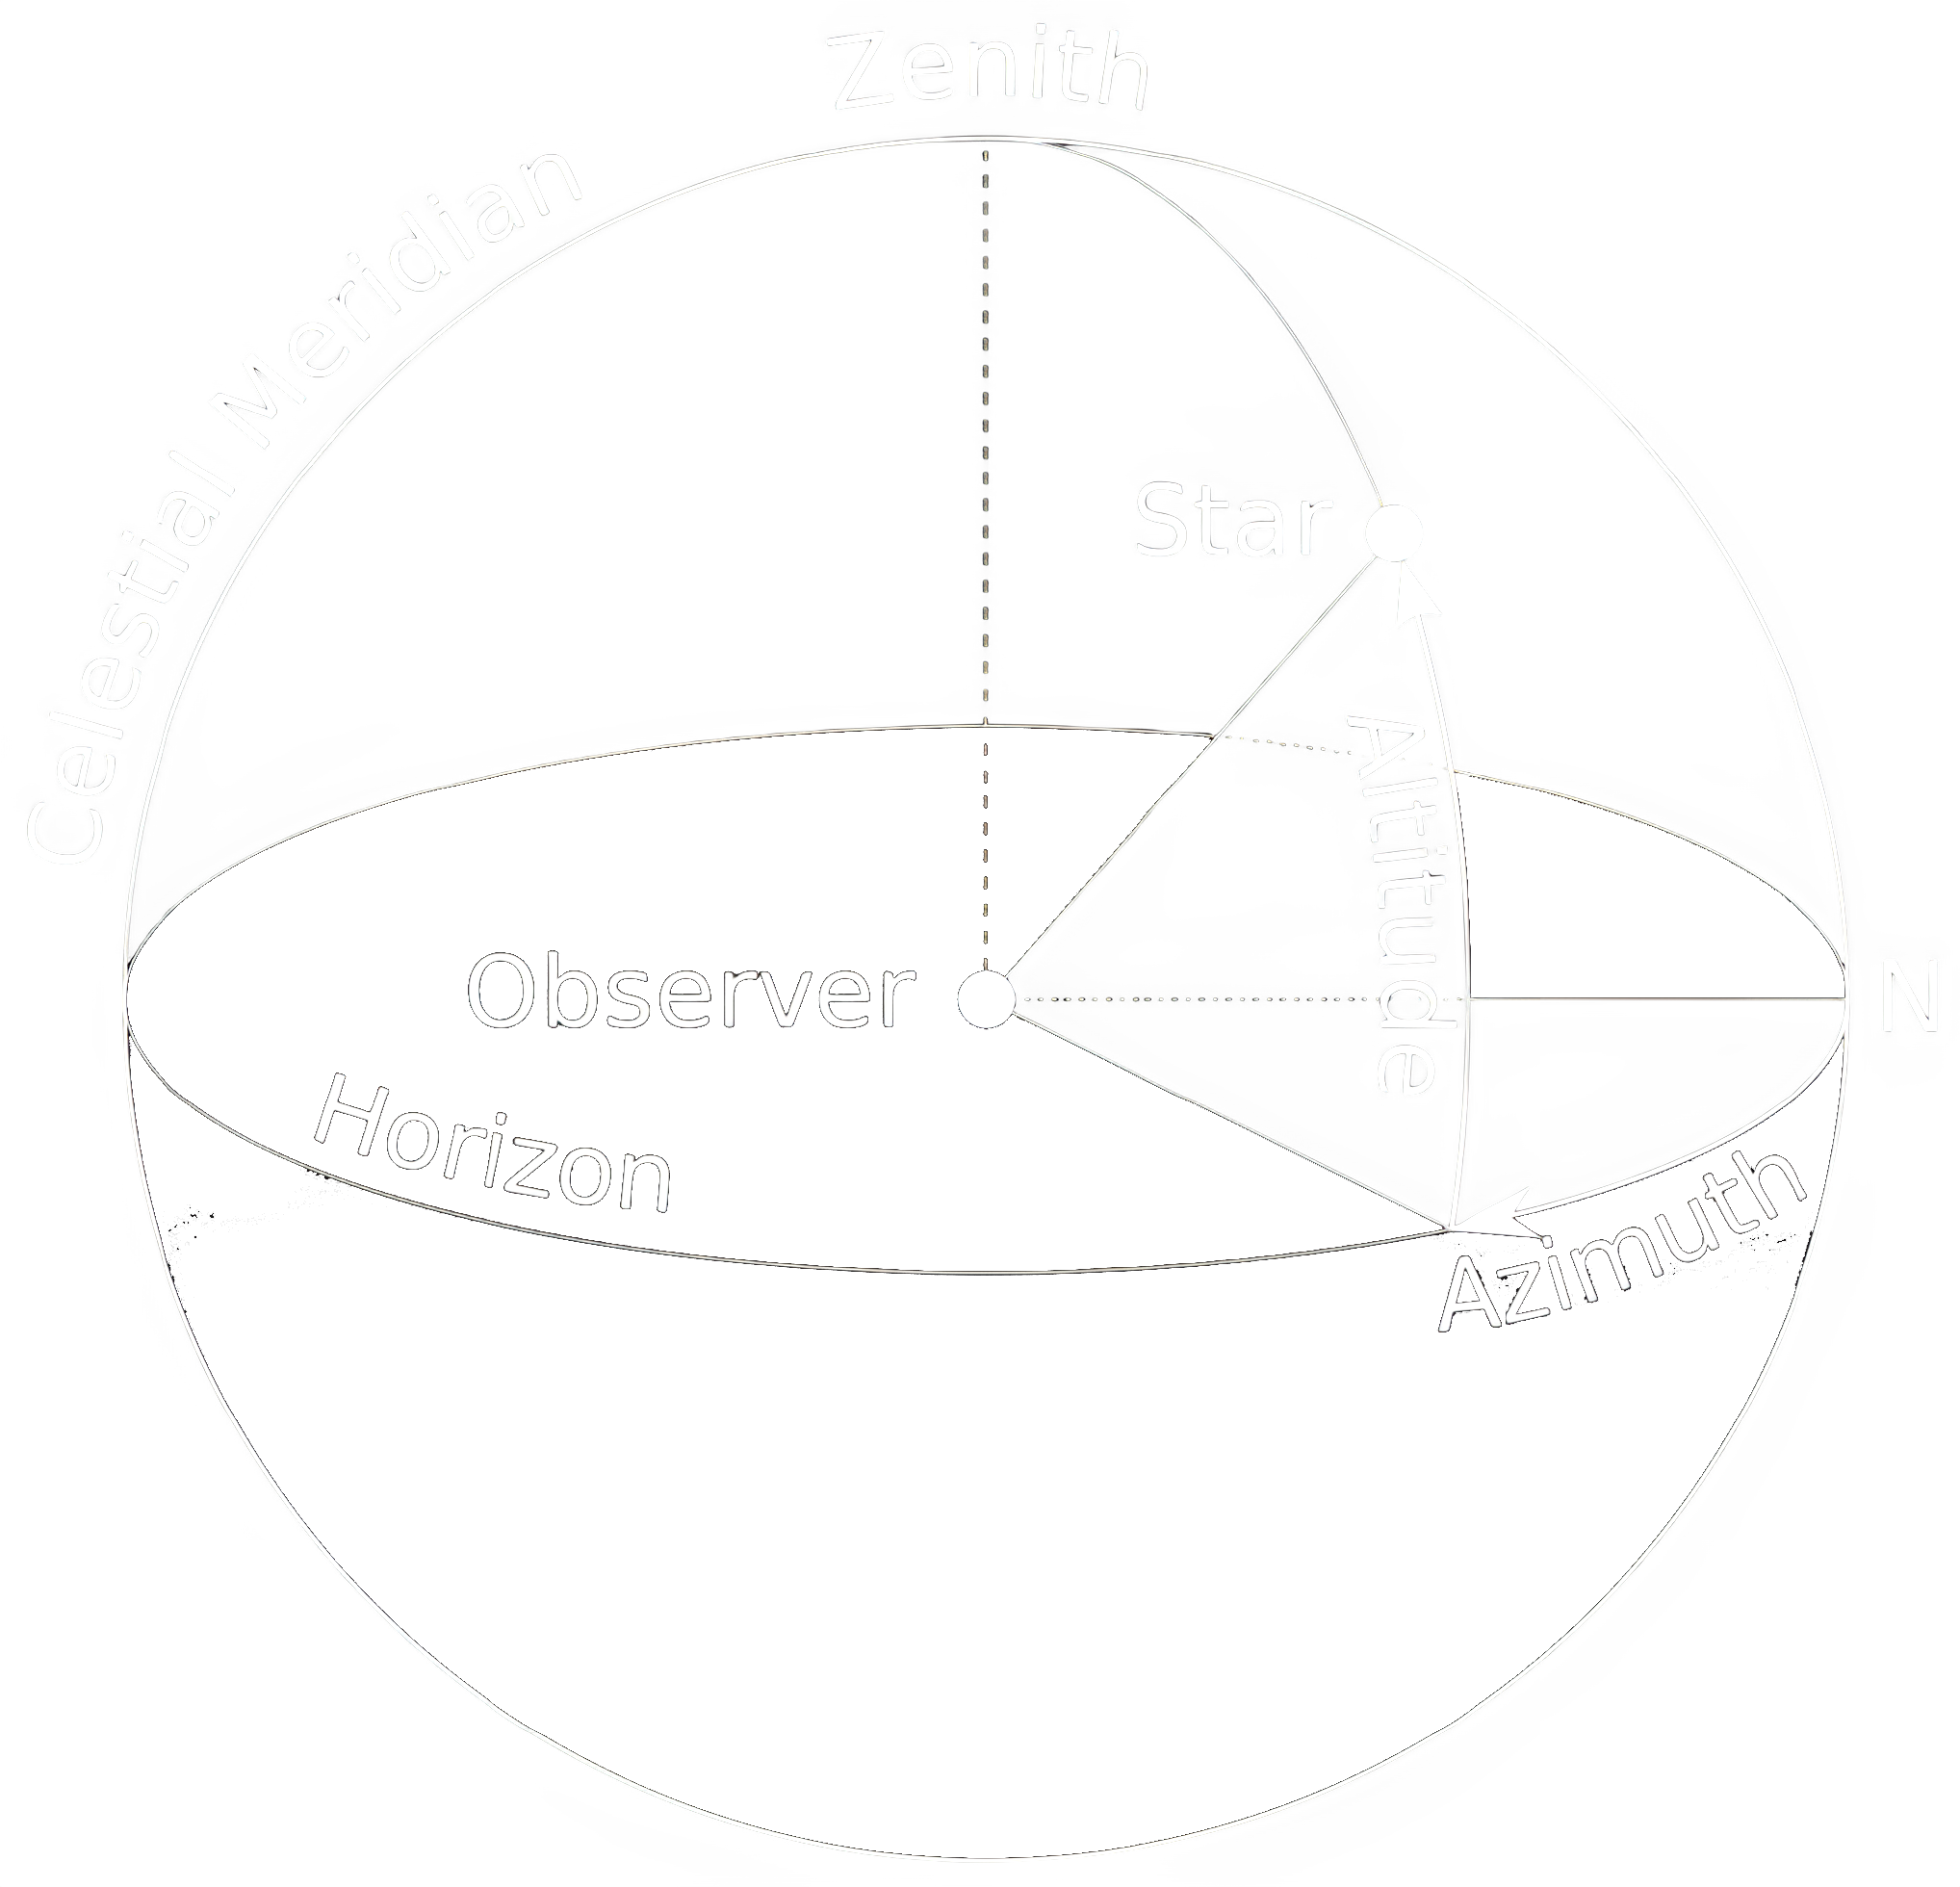 Zenith
Celestial Meridian
Star
Altitude
Observer
N
Horizon
Azimuth